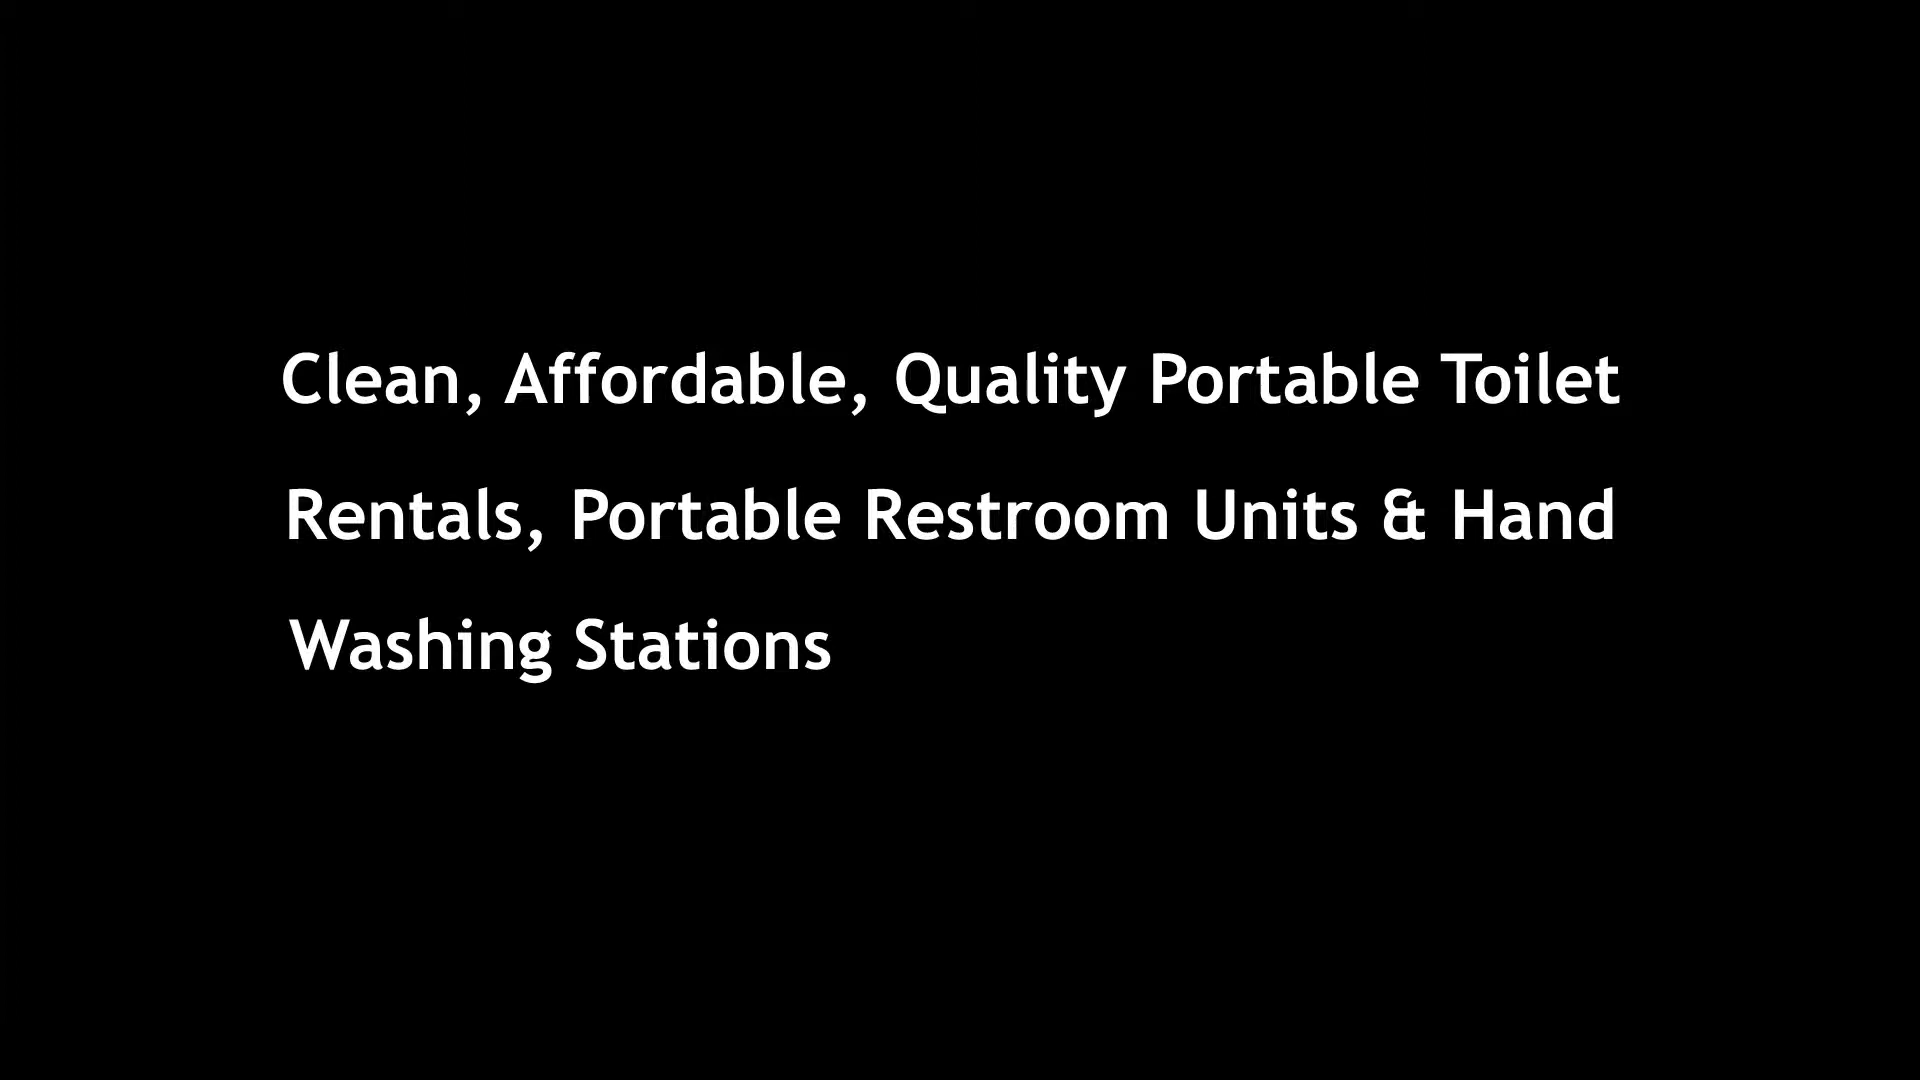 Clean, Affordable, Quality Portable Toilet
Rentals, Portable Restroom Units & Hand
Washing Stations